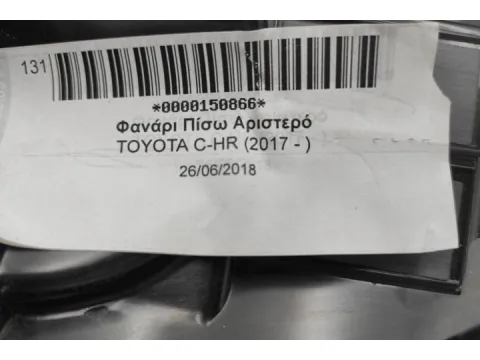 131
*0000150866*
Φανάρι Πίσω Αριστερό
TOYOTA C-HR (2017 - )
26/06/2018